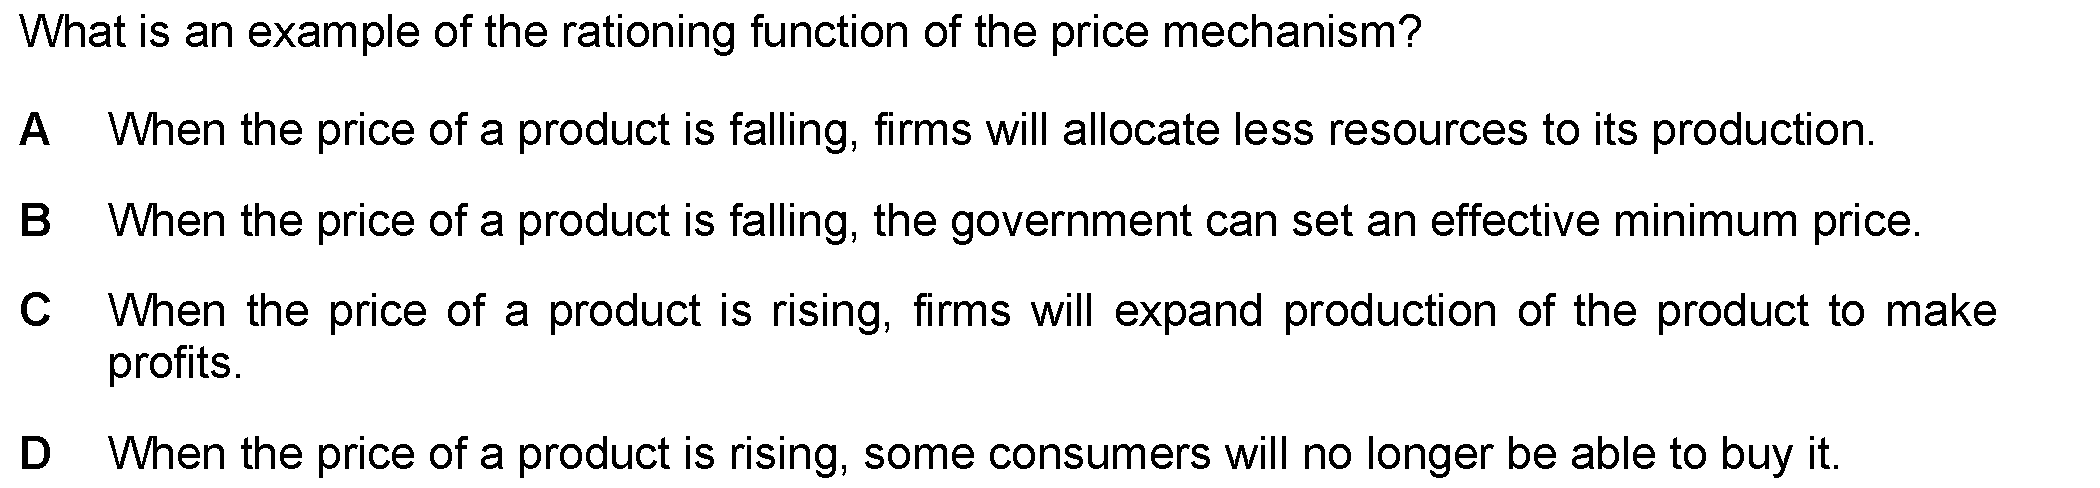 What is an example of the rationing function of the price mechanism?
A When the price of a product is falling, firms will allocate less resources to its production.
B When the price of a product is falling, the government can set an effective minimum price.
C When the price of a product is rising, firms will expand production of the product to make
profits.
D When the price of a product is rising, some consumers will no longer be able to buy it.